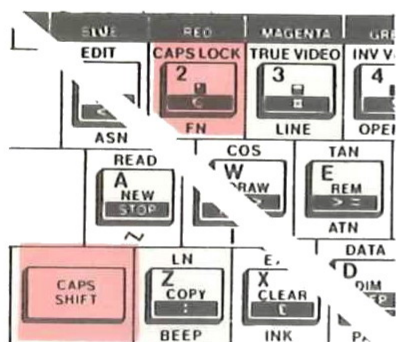 BLUE RED MAGENTA
EDIT CAPS LOCK TRUE VIDEO INV V
2 3 4
ASN FN LINE OPE
READ COS TAN
A W E
NEW DRAW REM
STOP >=
~ ATN
LN DATA
CAPS Z X D
SHIFT COPY CLEAR DIM
:
BEEP INK